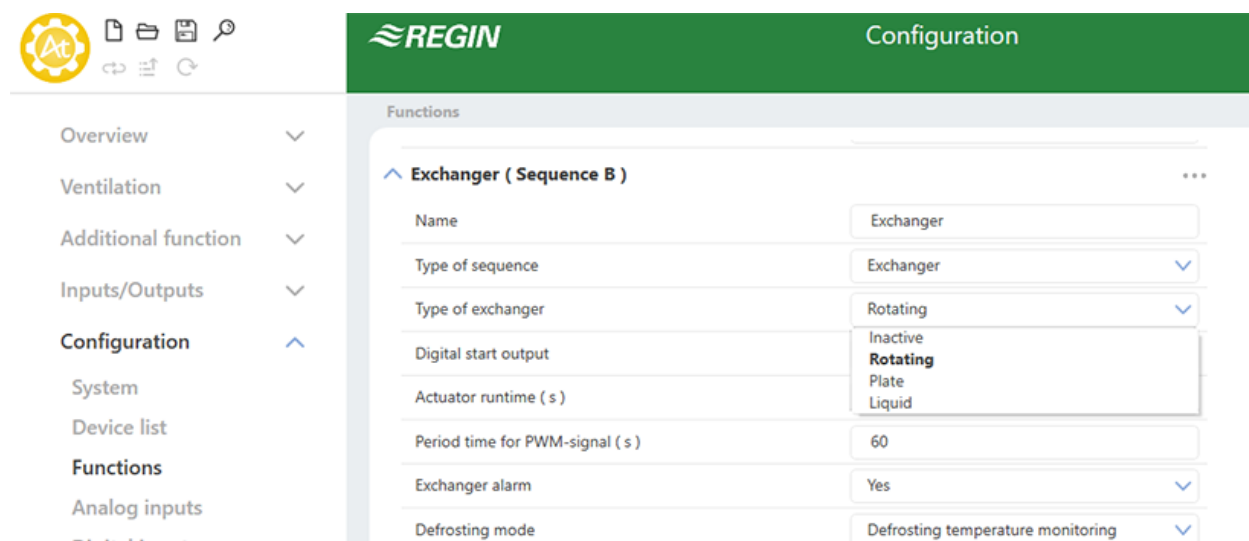 At
REGIN
Configuration
Functions
Overview
Ventilation
Additional function
Inputs/Outputs
Configuration
System
Device list
Functions
Analog inputs
Exchanger ( Sequence B )
Name Exchanger
Type of sequence Exchanger
Type of exchanger Rotating
Inactive
Rotating
Plate
Liquid
Digital start output
Actuator runtime ( s )
Period time for PWM-signal ( s ) 60
Exchanger alarm Yes
Defrosting mode Defrosting temperature monitoring